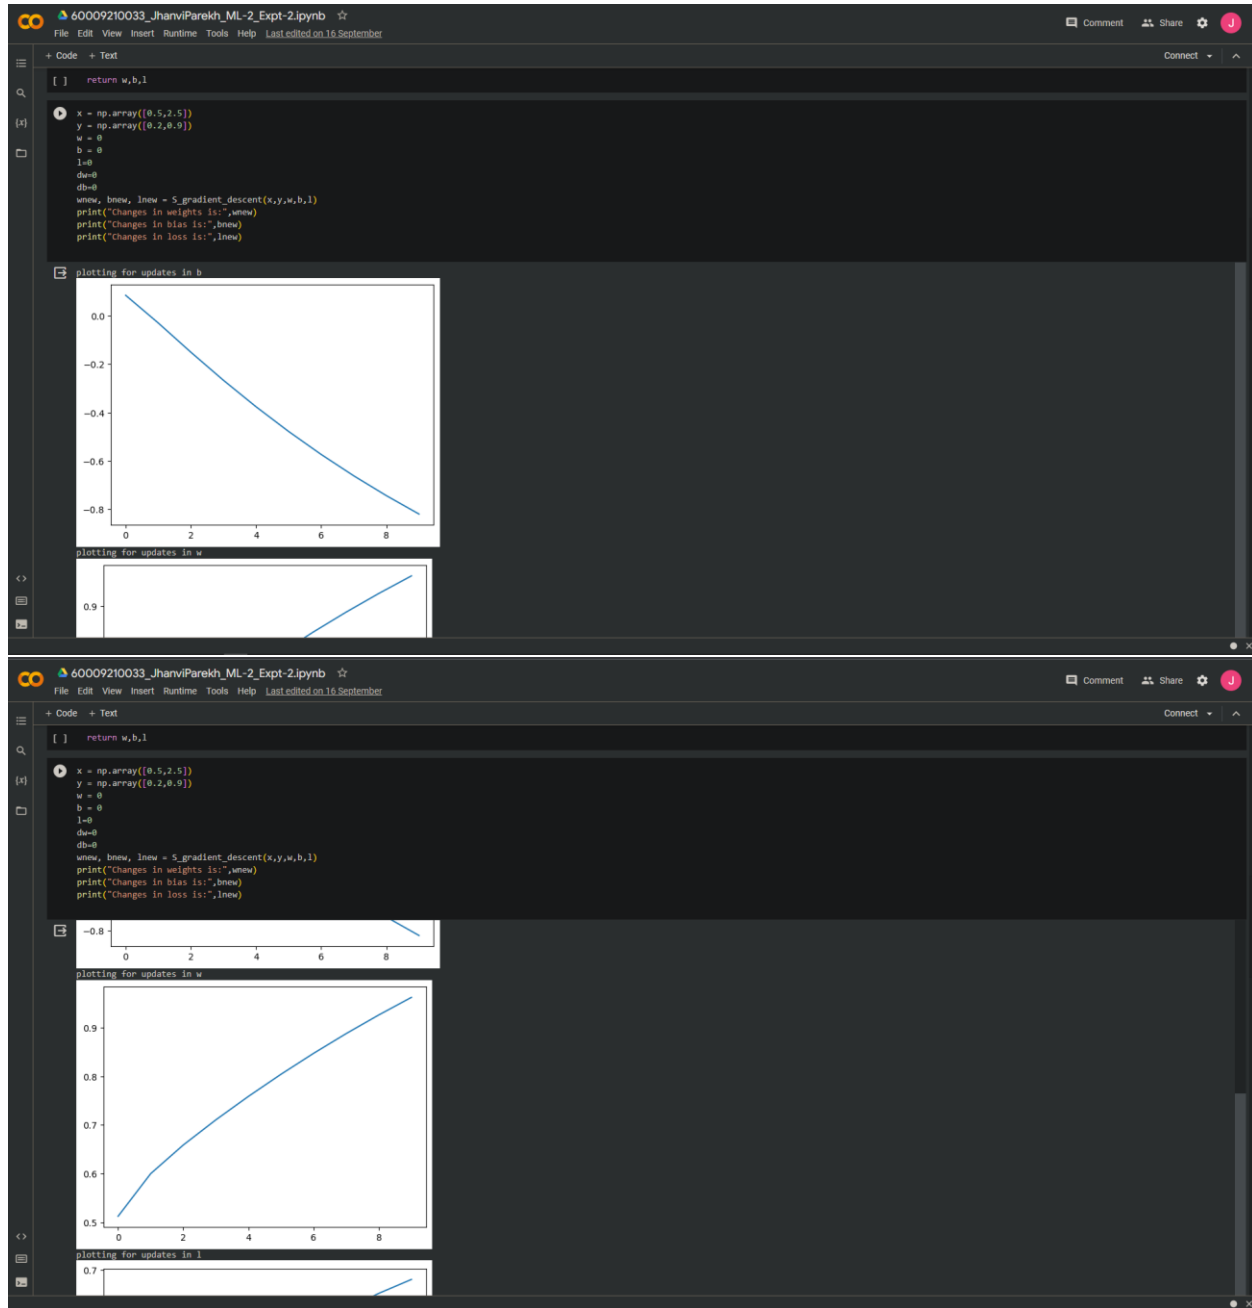 60009210033_JhanviParekh_ML-2_Expt-2.ipynb
Comment Share J
File Edit View Insert Runtime Tools Help Last edited on 16 September
+ Code + Text Connect
[ ] return w,b,l
{x}
x = np.array([0.5,2.5])
y = np.array([0.2,0.9])
w = 0
b = 0
l=0
dw=0
db=0
wnew, bnew, lnew = S_gradient_descent(x,y,w,b,l)
print("Changes in weights is:",wnew)
print("Changes in bias is:",bnew)
print("Changes in loss is:",lnew)
plotting for updates in b
0.0
−0.2
−0.4
−0.6
−0.8
0 2 4 6 8
plotting for updates in w
0.9
60009210033_JhanviParekh_ML-2_Expt-2.ipynb
Comment Share J
File Edit View Insert Runtime Tools Help Last edited on 16 September
+ Code + Text Connect
[ ] return w,b,l
{x}
x = np.array([0.5,2.5])
y = np.array([0.2,0.9])
w = 0
b = 0
l=0
dw=0
db=0
wnew, bnew, lnew = S_gradient_descent(x,y,w,b,l)
print("Changes in weights is:",wnew)
print("Changes in bias is:",bnew)
print("Changes in loss is:",lnew)
−0.8
0 2 4 6 8
plotting for updates in w
0.9
0.8
0.7
0.6
0.5
0 2 4 6 8
plotting for updates in l
0.7